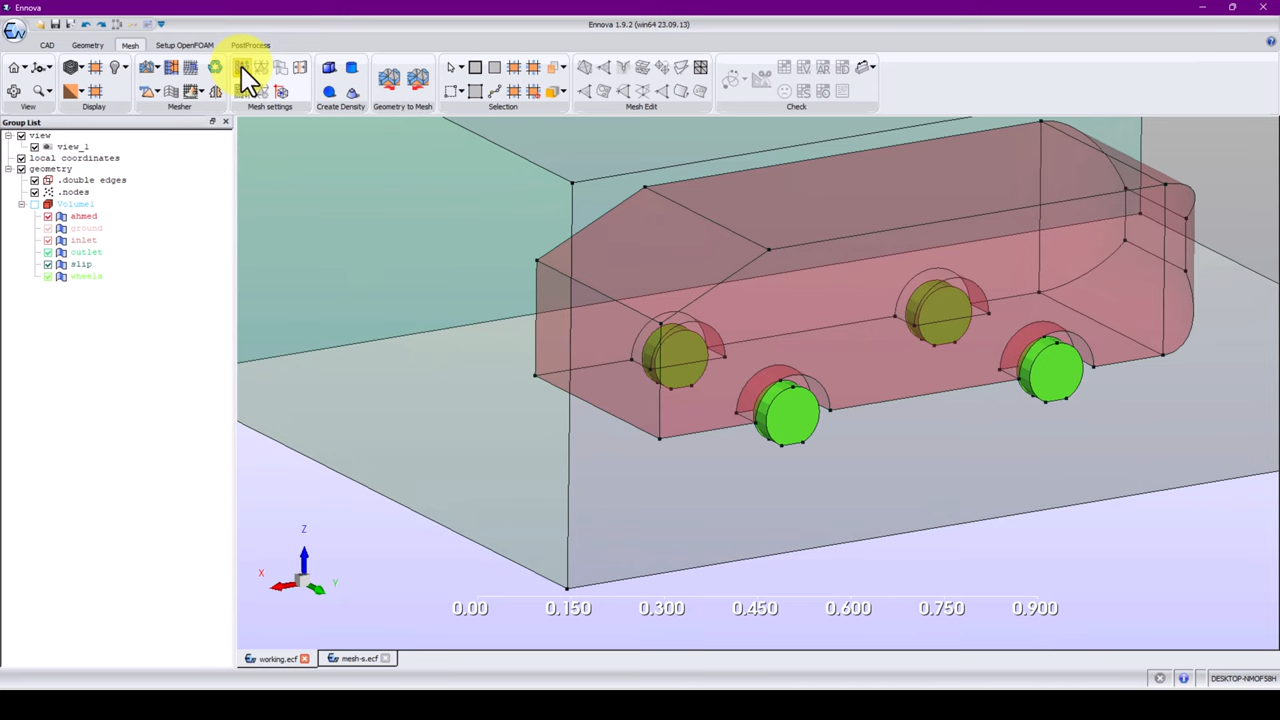 Ennova
Ennova 1.9.2 (win64 23.09.13)
CAD
Geometry
Mesh
Setup OpenFOAM
PostProcess
View
Display
Mesher
Mesh settings
Create Density
Geometry to Mesh
Selection
Mesh Edit
Check
Group List
view
view_1
local coordinates
geometry
.double edges
.nodes
Volume1
ahmed
ground
inlet
outlet
slip
wheels
Z
X
Y
0.00 0.150 0.300 0.450 0.600 0.750 0.900
working.ecf
mesh-s.ecf
DESKTOP-NMOF58H